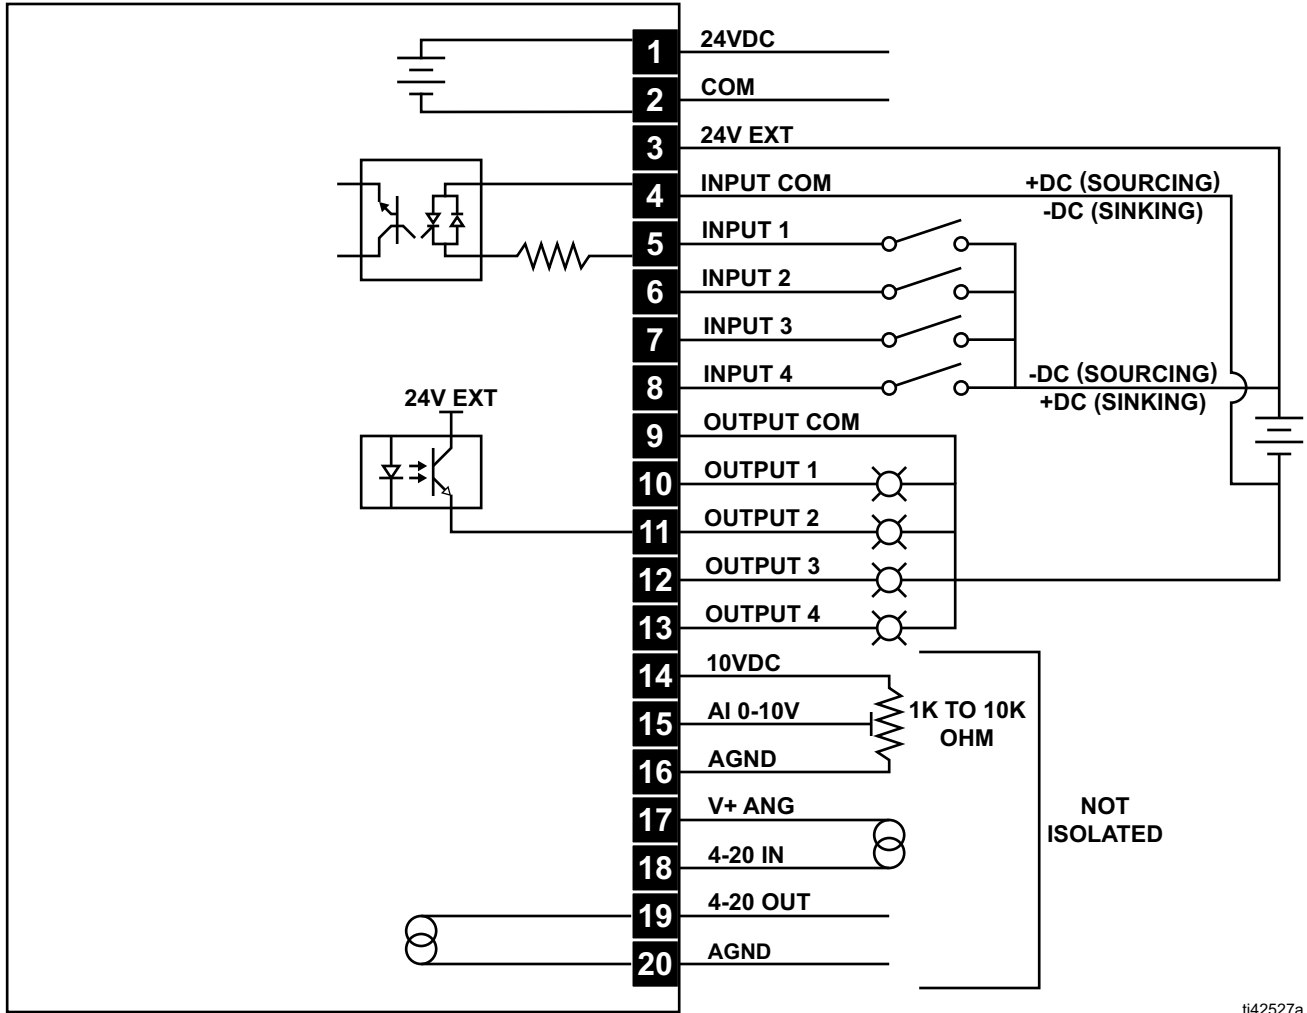 1 24VDC
2 COM
3 24V EXT
4 INPUT COM +DC (SOURCING)
-DC (SINKING)
5 INPUT 1
6 INPUT 2
7 INPUT 3
8 INPUT 4 -DC (SOURCING)
+DC (SINKING)
24V EXT
9 OUTPUT COM
10 OUTPUT 1
11 OUTPUT 2
12 OUTPUT 3
13 OUTPUT 4
14 10VDC
15 AI 0-10V 1K TO 10K
OHM
16 AGND
17 V+ ANG
NOT
ISOLATED
18 4-20 IN
19 4-20 OUT
20 AGND
ti42527a